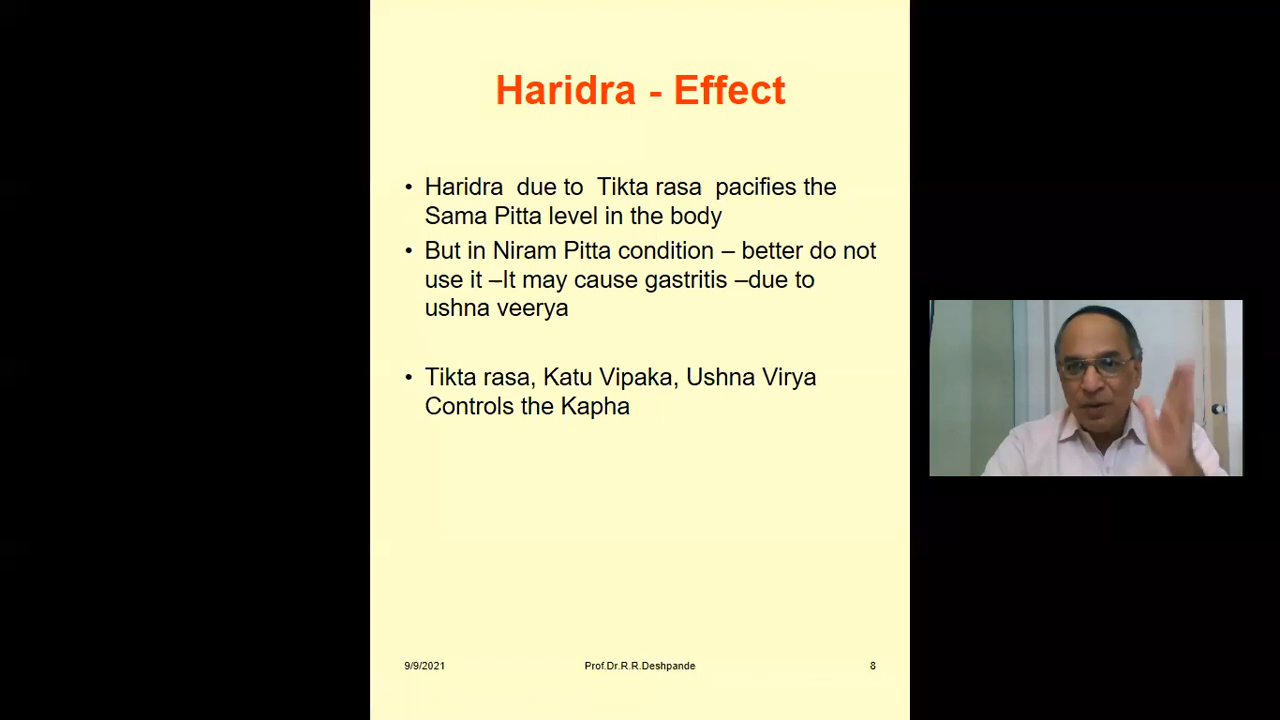 Haridra - Effect
• Haridra due to Tikta rasa pacifies the
Sama Pitta level in the body
• But in Niram Pitta condition – better do not
use it –It may cause gastritis –due to
ushna veerya
• Tikta rasa, Katu Vipaka, Ushna Virya
Controls the Kapha
9/9/2021 Prof.Dr.R.R.Deshpande 8